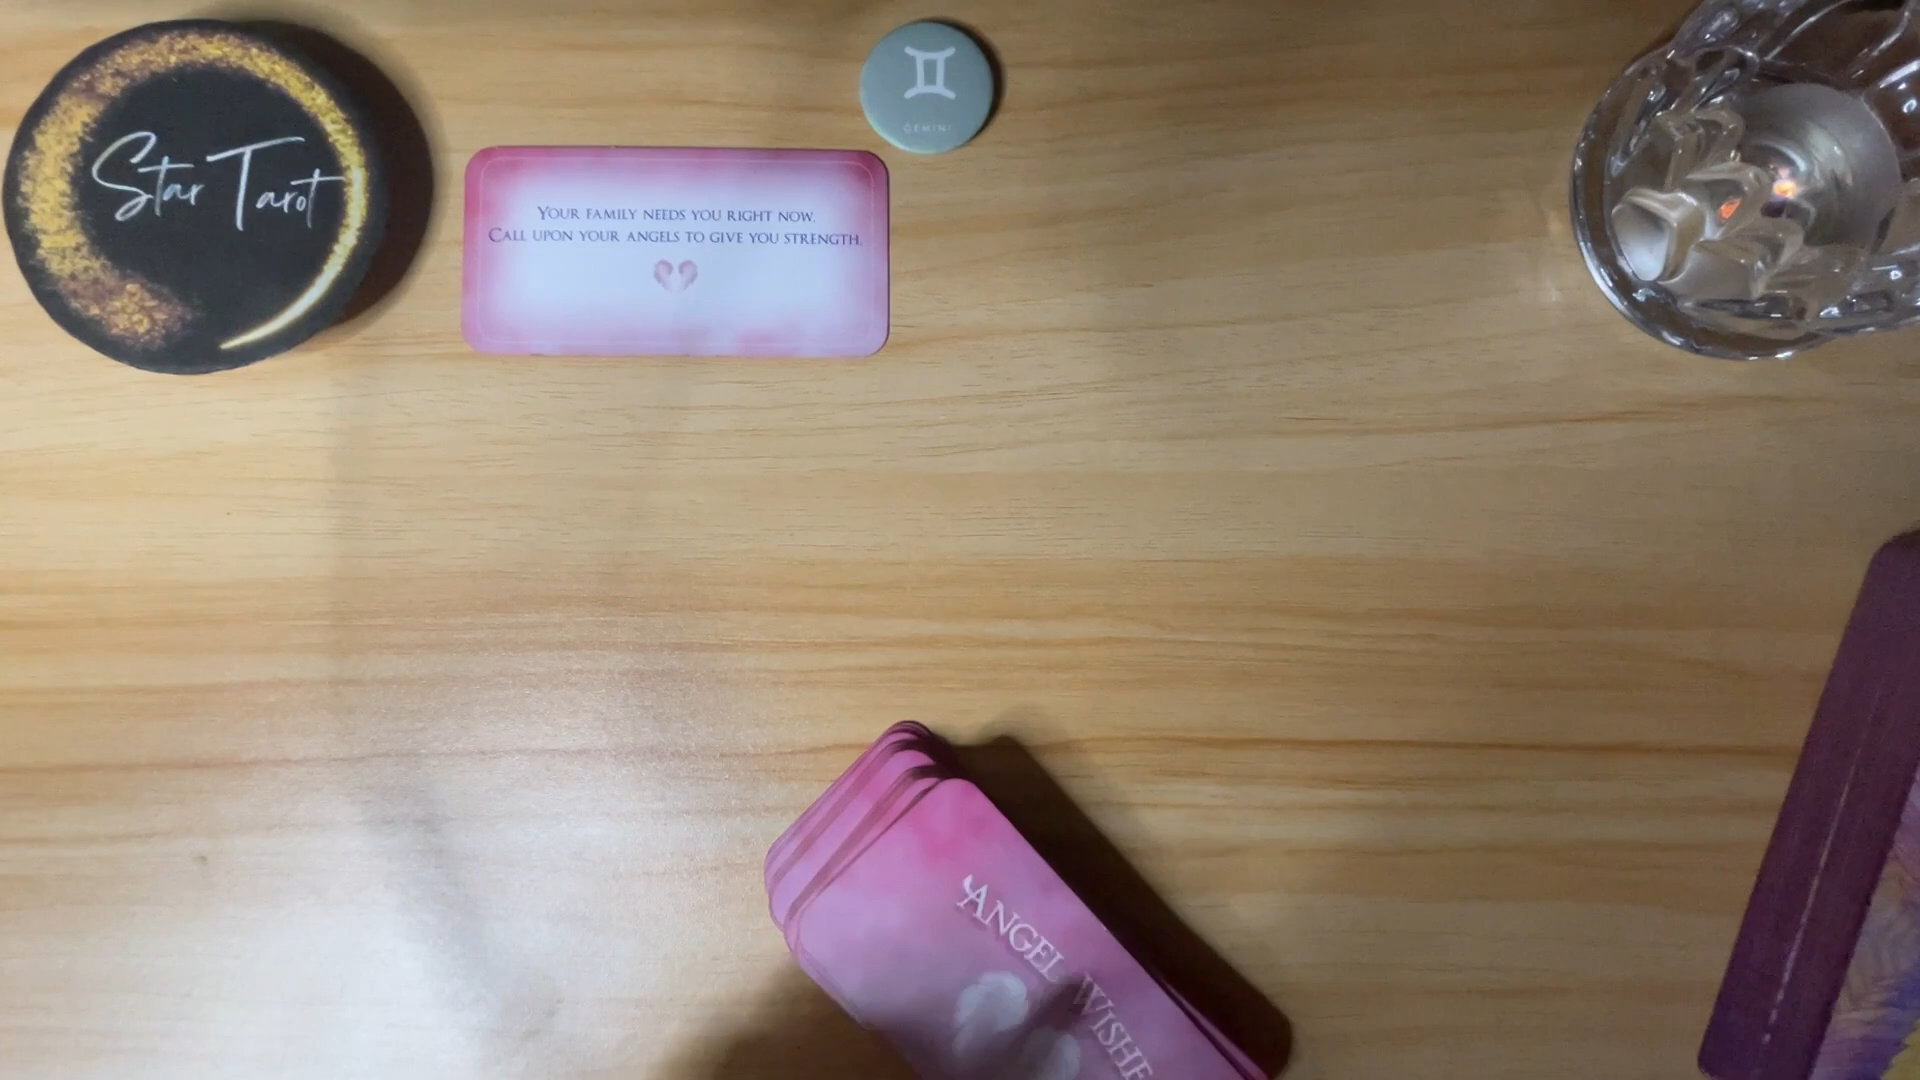 Star Tarot
GEMINI
YOUR FAMILY NEEDS YOU RIGHT NOW.
CALL UPON YOUR ANGELS TO GIVE YOU STRENGTH.
ANGEL WISHE